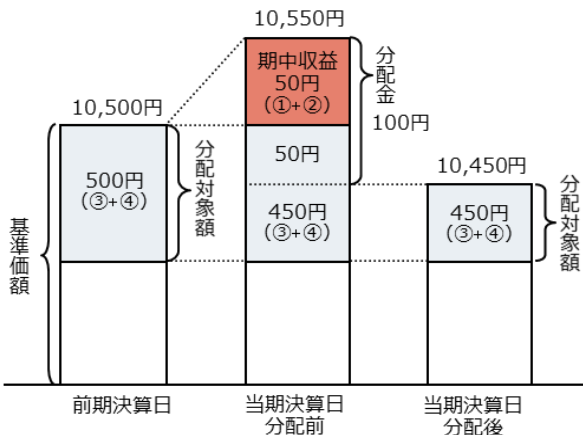 10,550円
期中収益
50円
(①+②)
分配金
100円
10,500円
500円
(③+④)
分配対象額
50円
450円
(③+④)
10,450円
450円
(③+④)
分配対象額
基準価額
前期決算日
当期決算日
分配前
当期決算日
分配後